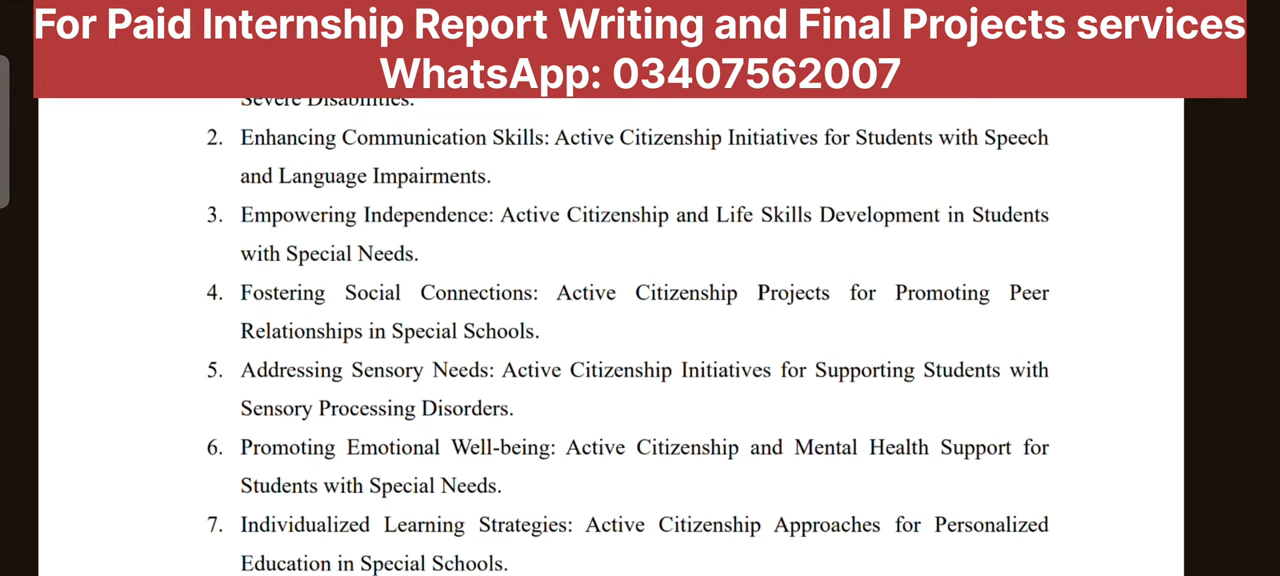 For Paid Internship Report Writing and Final Projects services
WhatsApp: 03407562007
Severe Disabilities.
2. Enhancing Communication Skills: Active Citizenship Initiatives for Students with Speech
and Language Impairments.
3. Empowering Independence: Active Citizenship and Life Skills Development in Students
with Special Needs.
4. Fostering Social Connections: Active Citizenship Projects for Promoting Peer
Relationships in Special Schools.
5. Addressing Sensory Needs: Active Citizenship Initiatives for Supporting Students with
Sensory Processing Disorders.
6. Promoting Emotional Well-being: Active Citizenship and Mental Health Support for
Students with Special Needs.
7. Individualized Learning Strategies: Active Citizenship Approaches for Personalized
Education in Special Schools.